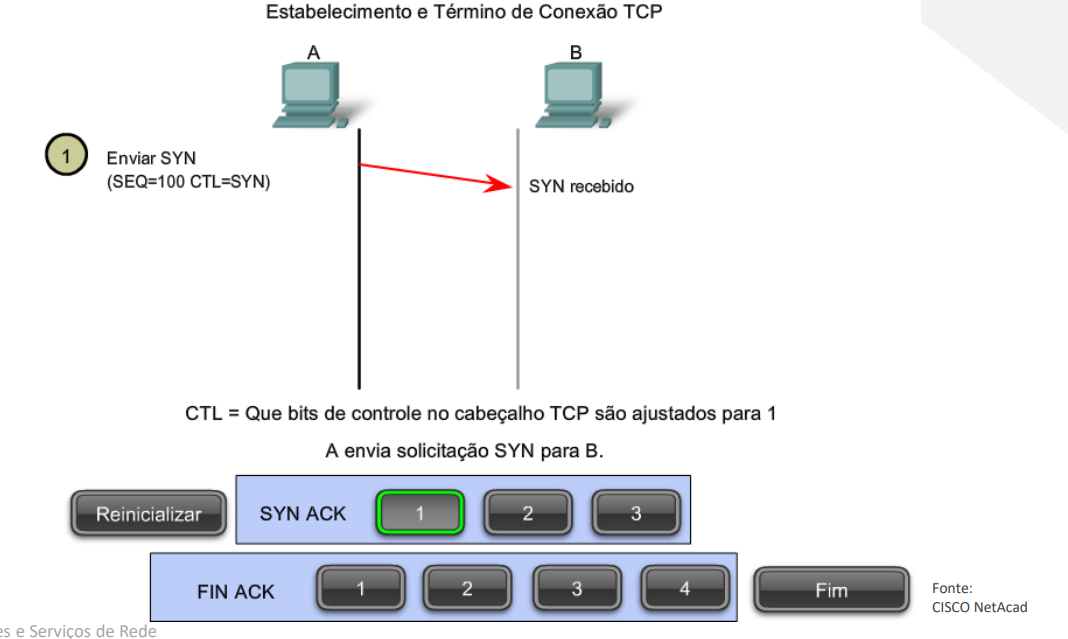 Estabelecimento e Término de Conexão TCP
A
B
1
Enviar SYN
(SEQ=100 CTL=SYN)
SYN recebido
CTL = Que bits de controle no cabeçalho TCP são ajustados para 1
A envia solicitação SYN para B.
Reinicializar
SYN ACK
1
2
3
FIN ACK
1
2
3
4
Fim
Fonte:
CISCO NetAcad
es e Serviços de Rede